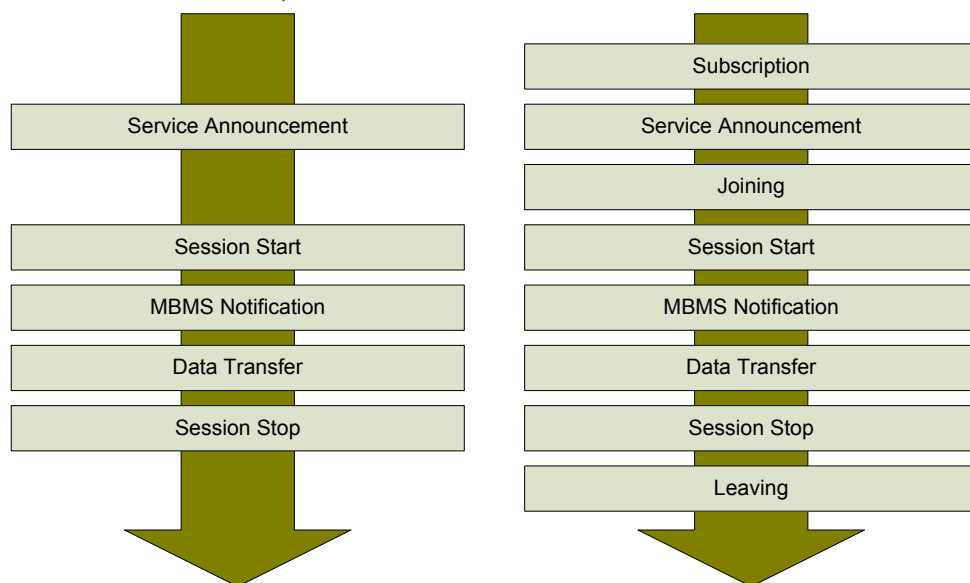 Service Announcement
Session Start
MBMS Notification
Data Transfer
Session Stop
Subscription
Service Announcement
Joining
Session Start
MBMS Notification
Data Transfer
Session Stop
Leaving